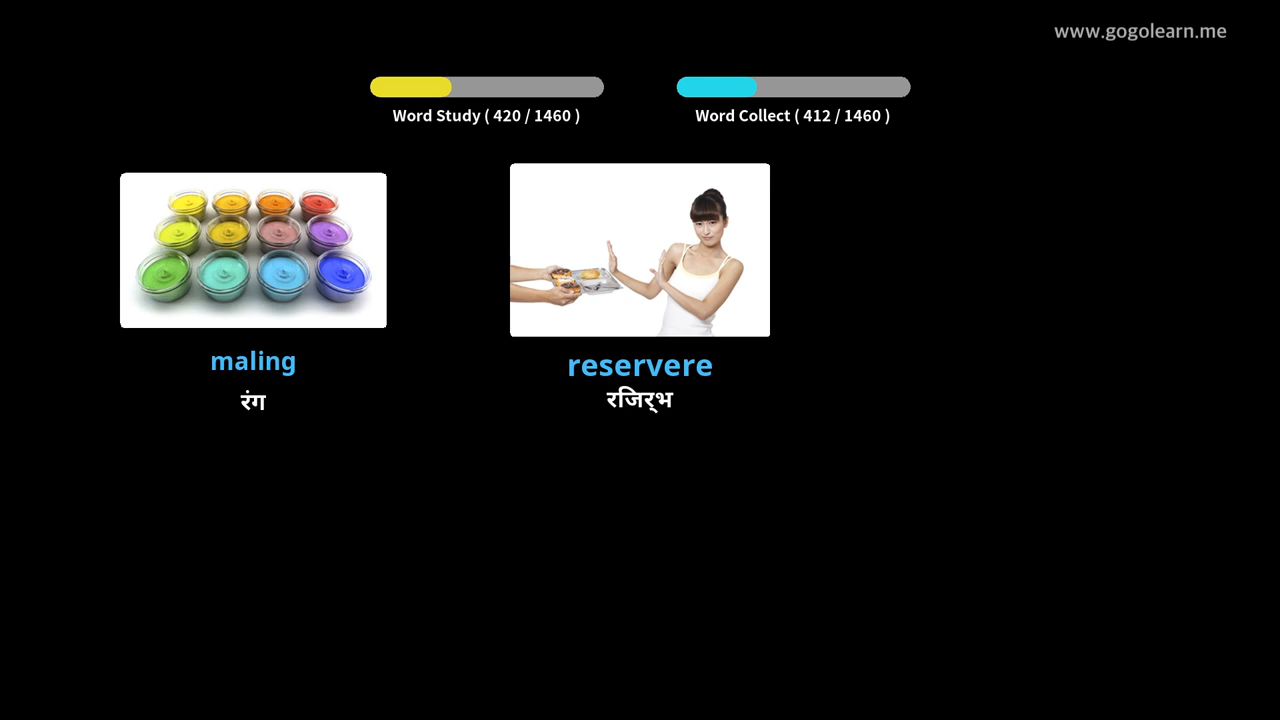 www.gogolearn.me
Word Study ( 420 / 1460 )
Word Collect ( 412 / 1460 )
maling
रंग
reservere
रजिर्भ